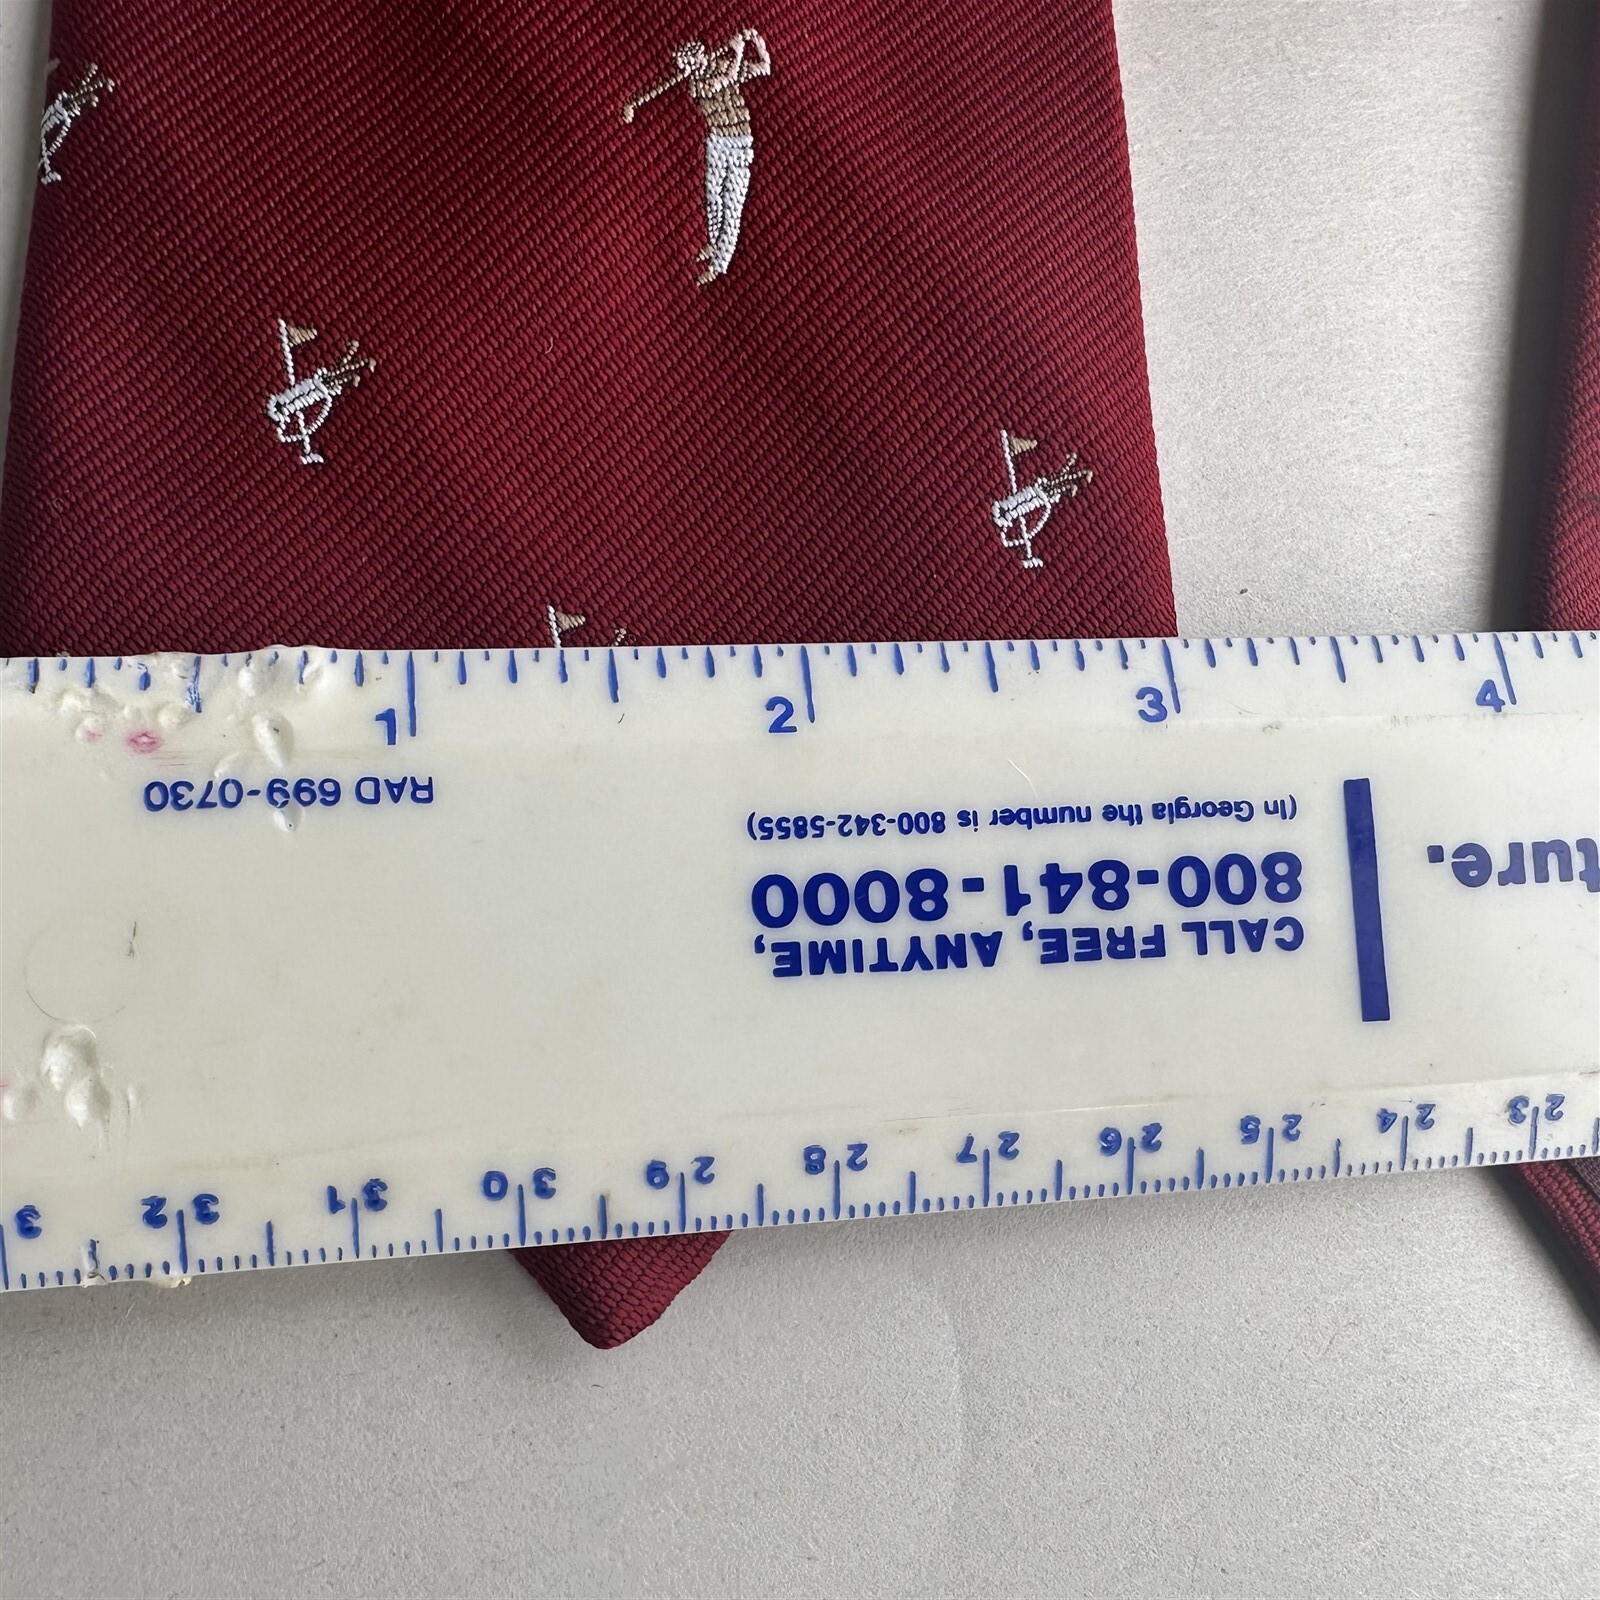 1 2 3 4
RAD 699-0730
ture.
CALL FREE, ANYTIME,
800-841-8000
(In Georgia the number is 800-342-5855)
23 24 25 26 27 28 29 30 31 32 3